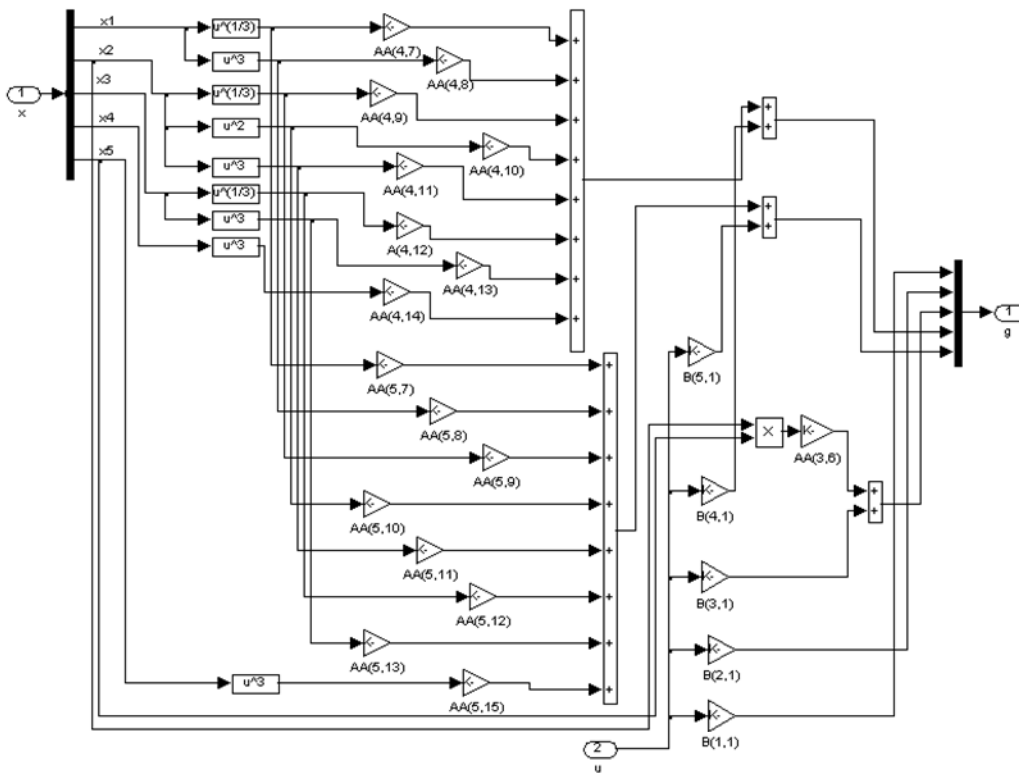 x1
u^(1/3)
AA(4,7)
x2
u^3
AA(4,8)
x3
u^(1/3)
AA(4,9)
1
x
x4
u^2
AA(4,10)
x5
u^3
AA(4,11)
u^(1/3)
A(4,12)
u^3
AA(4,13)
u^3
AA(4,14)
+
+
+
+
+
+
+
+
+
+
+
+
1
g
AA(5,7)
B(5,1)
AA(5,8)
×
AA(3,6)
AA(5,9)
AA(5,10)
B(4,1)
+
+
AA(5,11)
B(3,1)
AA(5,12)
AA(5,13)
B(2,1)
u^3
AA(5,15)
+
+
+
+
+
+
+
+
B(1,1)
2
u